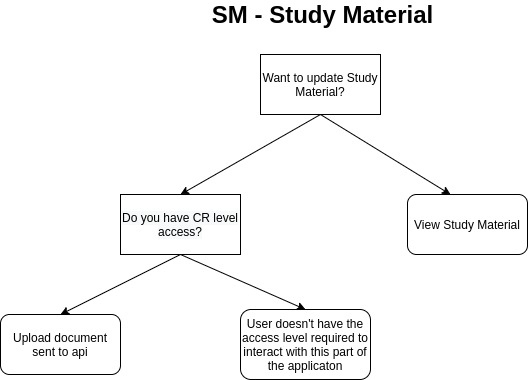 SM - Study Material
Want to update Study
Material?
Do you have CR level
access?
View Study Material
Upload document
sent to api
User doesn't have the
access level required to
interact with this part of
the applicaton